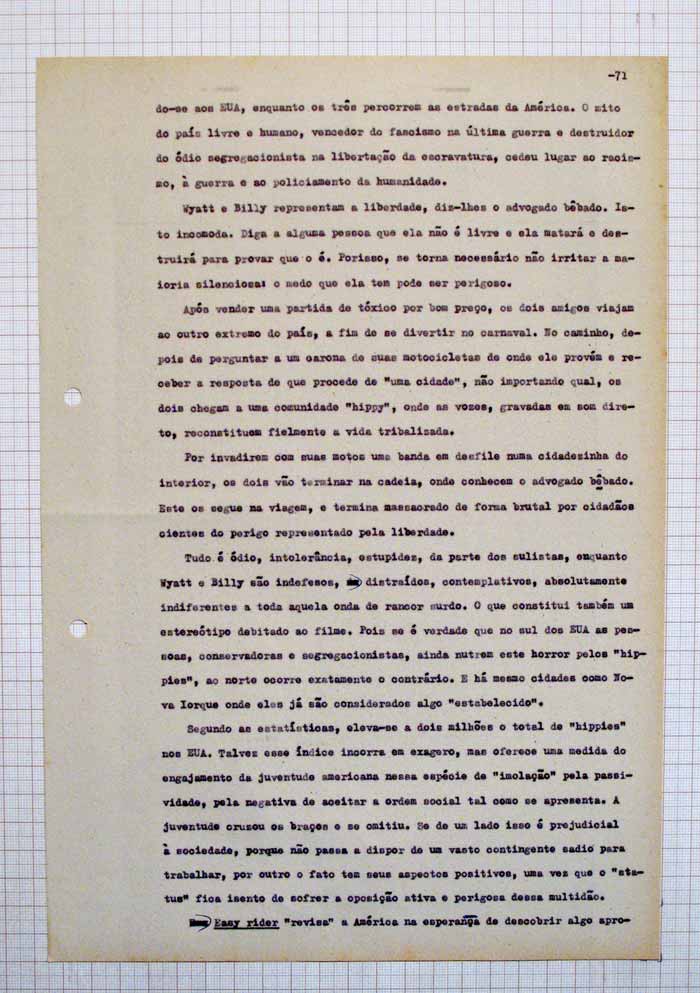 -71
do-se aos EUA, enquanto os três percorrem as estradas da América. O mito
do país livre e humano, vencedor do fascismo na última guerra e destruidor
do ódio segregacionista na libertação da escravatura, cedeu lugar ao racis-
mo, à guerra e ao policiamento da humanidade.
Wyatt e Billy representam a liberdade, diz-lhes o advogado bêbado. Is-
to incomoda. Diga a alguma pessoa que ela não é livre e ela matará e des-
truirá para provar que o é. Porisso, se torna necessário não irritar a ma-
ioria silenciosa: o medo que ela tem pode ser perigoso.
Após vender uma partida de tóxico por bom preço, os dois amigos viajam
ao outro extremo do país, a fim de se divertir no carnaval. No caminho, de-
pois de perguntar a um carona de suas motocicletas de onde ele provém e re-
ceber a resposta de que procede de "uma cidade", não importando qual, os
dois chegam a uma comunidade "hippy", onde as vozes, gravadas em som dire-
to, reconstituem fielmente a vida tribalizada.
Por invadirem com suas motos uma banda em desfile numa cidadezinha do
interior, os dois vão terminar na cadeia, onde conhecem o advogado bêbado.
Este os segue na viagem, e termina massacrado de forma brutal por cidadãos
cientes do perigo representado pela liberdade.
Tudo é ódio, intolerância, estupidez, da parte dos sulistas, enquanto
Wyatt e Billy são indefesos, distraídos, contemplativos, absolutamente
indiferentes a toda aquela onda de rancor surdo. O que constitui também um
estereótipo debitado ao filme. Pois se é verdade que no sul dos EUA as pes-
soas, conservadoras e segregacionistas, ainda nutrem este horror pelos "hip-
pies", ao norte ocorre exatamente o contrário. E há mesmo cidades como No-
va Iorque onde eles já são considerados algo "estabelecido".
Segundo as estatísticas, eleva-se a dois milhões o total de "hippies"
nos EUA. Talvez esse índice incorra em exagero, mas oferece uma medida do
engajamento da juventude americana nessa espécie de "imolação" pela passi-
vidade, pela negativa de aceitar a ordem social tal como se apresenta. A
juventude cruzou os braços e se omitiu. Se de um lado isso é prejudicial
à sociedade, porque não passa a dispor de um vasto contingente sadio para
trabalhar, por outro o fato tem seus aspectos positivos, uma vez que o "sta-
tus" fica isento de sofrer a oposição ativa e perigosa dessa multidão.
Easy rider "revisa" a América na esperança de descobrir algo apro-